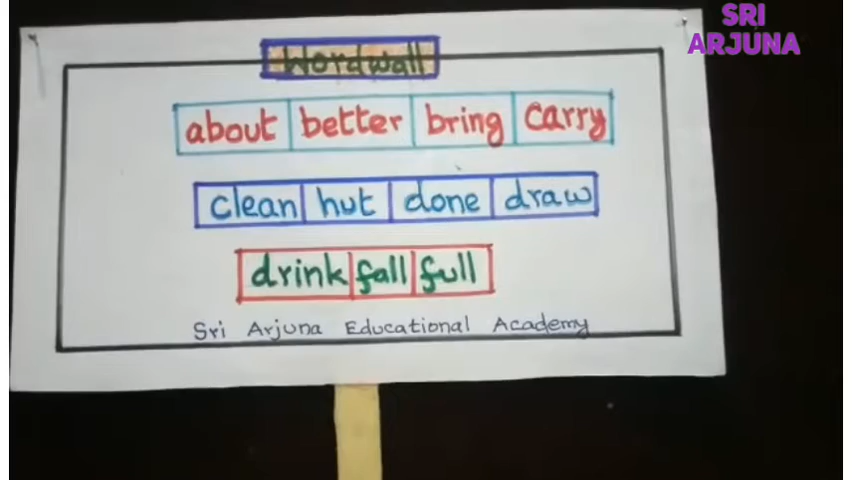 SRI
ARJUNA
Wordwall
about better bring carry
clean hut done draw
drink fall full
Sri Arjuna Educational Academy